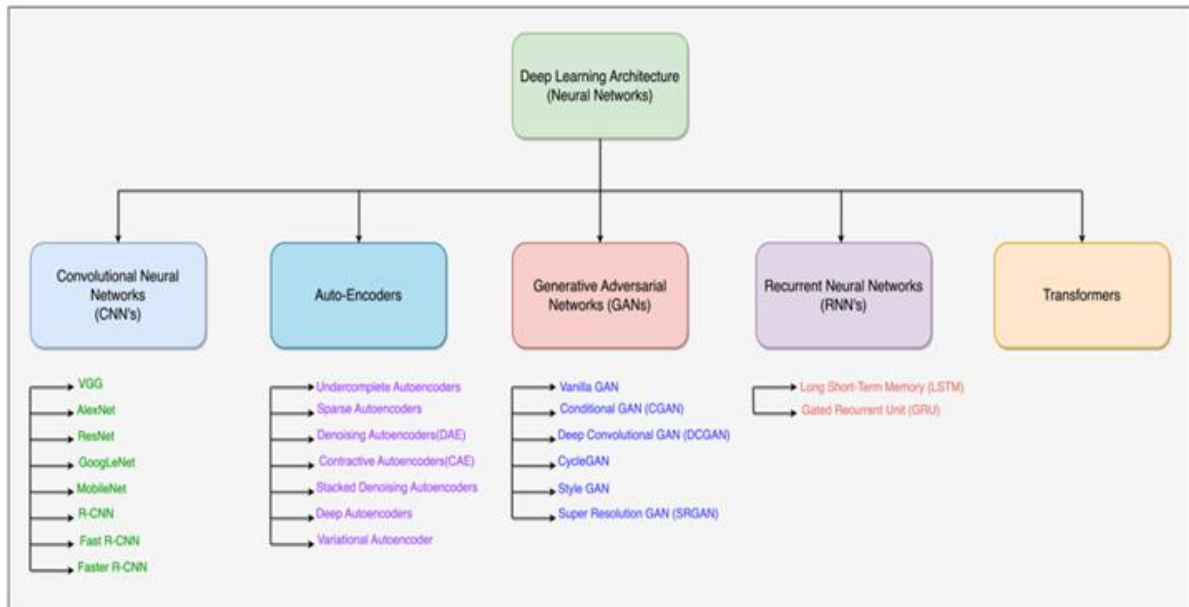 Deep Learning Architecture
(Neural Networks)
Convolutional Neural
Networks
(CNN's)
Auto-Encoders
Generative Adversarial
Networks (GANs)
Recurrent Neural Networks
(RNN's)
Transformers
VGG
AlexNet
ResNet
GoogLeNet
MobileNet
R-CNN
Fast R-CNN
Faster R-CNN
Undercomplete Autoencoders
Sparse Autoencoders
Denoising Autoencoders(DAE)
Contractive Autoencoders(CAE)
Stacked Denoising Autoencoders
Deep Autoencoders
Variational Autoencoder
Vanilla GAN
Conditional GAN (CGAN)
Deep Convolutional GAN (DCGAN)
CycleGAN
Style GAN
Super Resolution GAN (SRGAN)
Long Short-Term Memory (LSTM)
Gated Recurrent Unit (GRU)